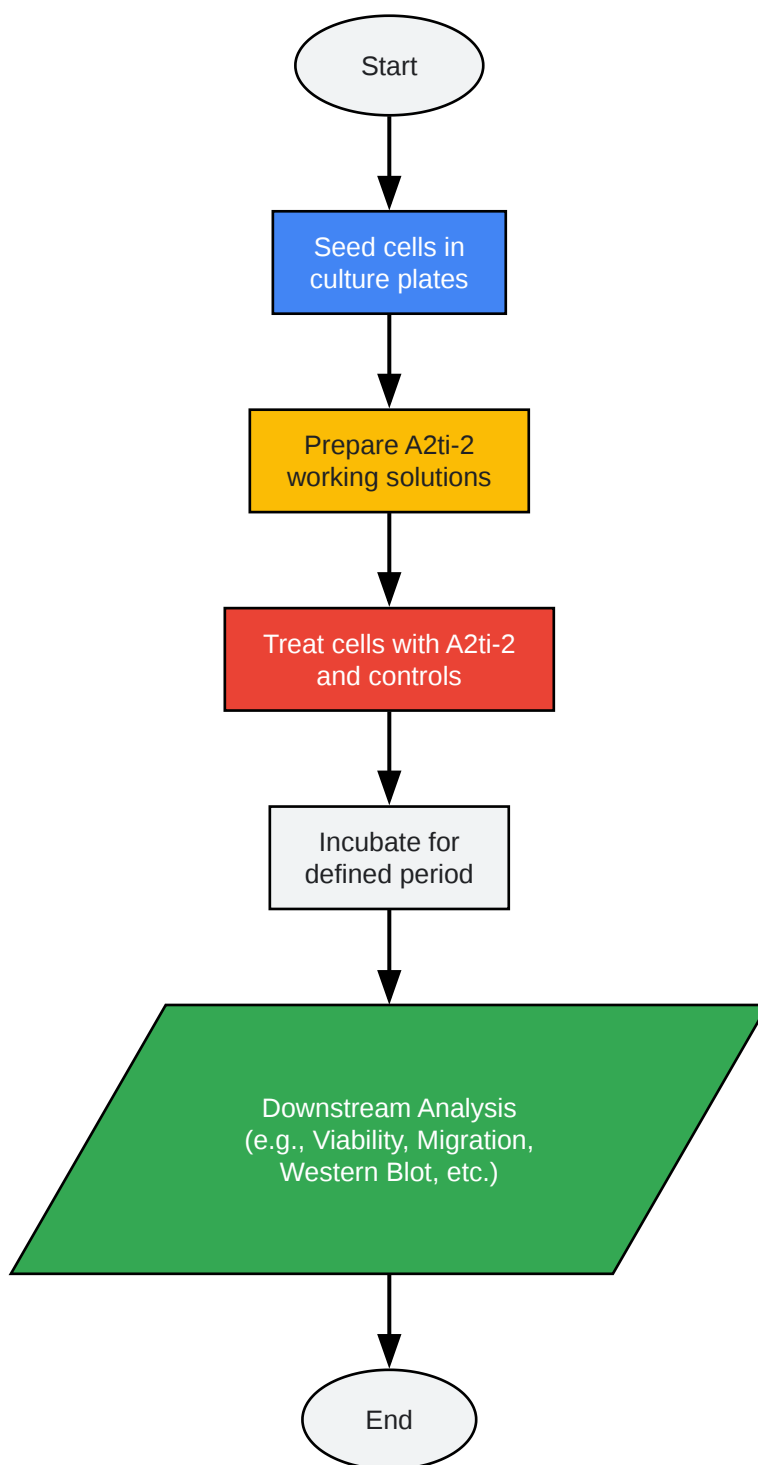 Start
Seed cells in
culture plates
Prepare A2ti-2
working solutions
Treat cells with A2ti-2
and controls
Incubate for
defined period
Downstream Analysis
(e.g., Viability, Migration,
Western Blot, etc.)
End